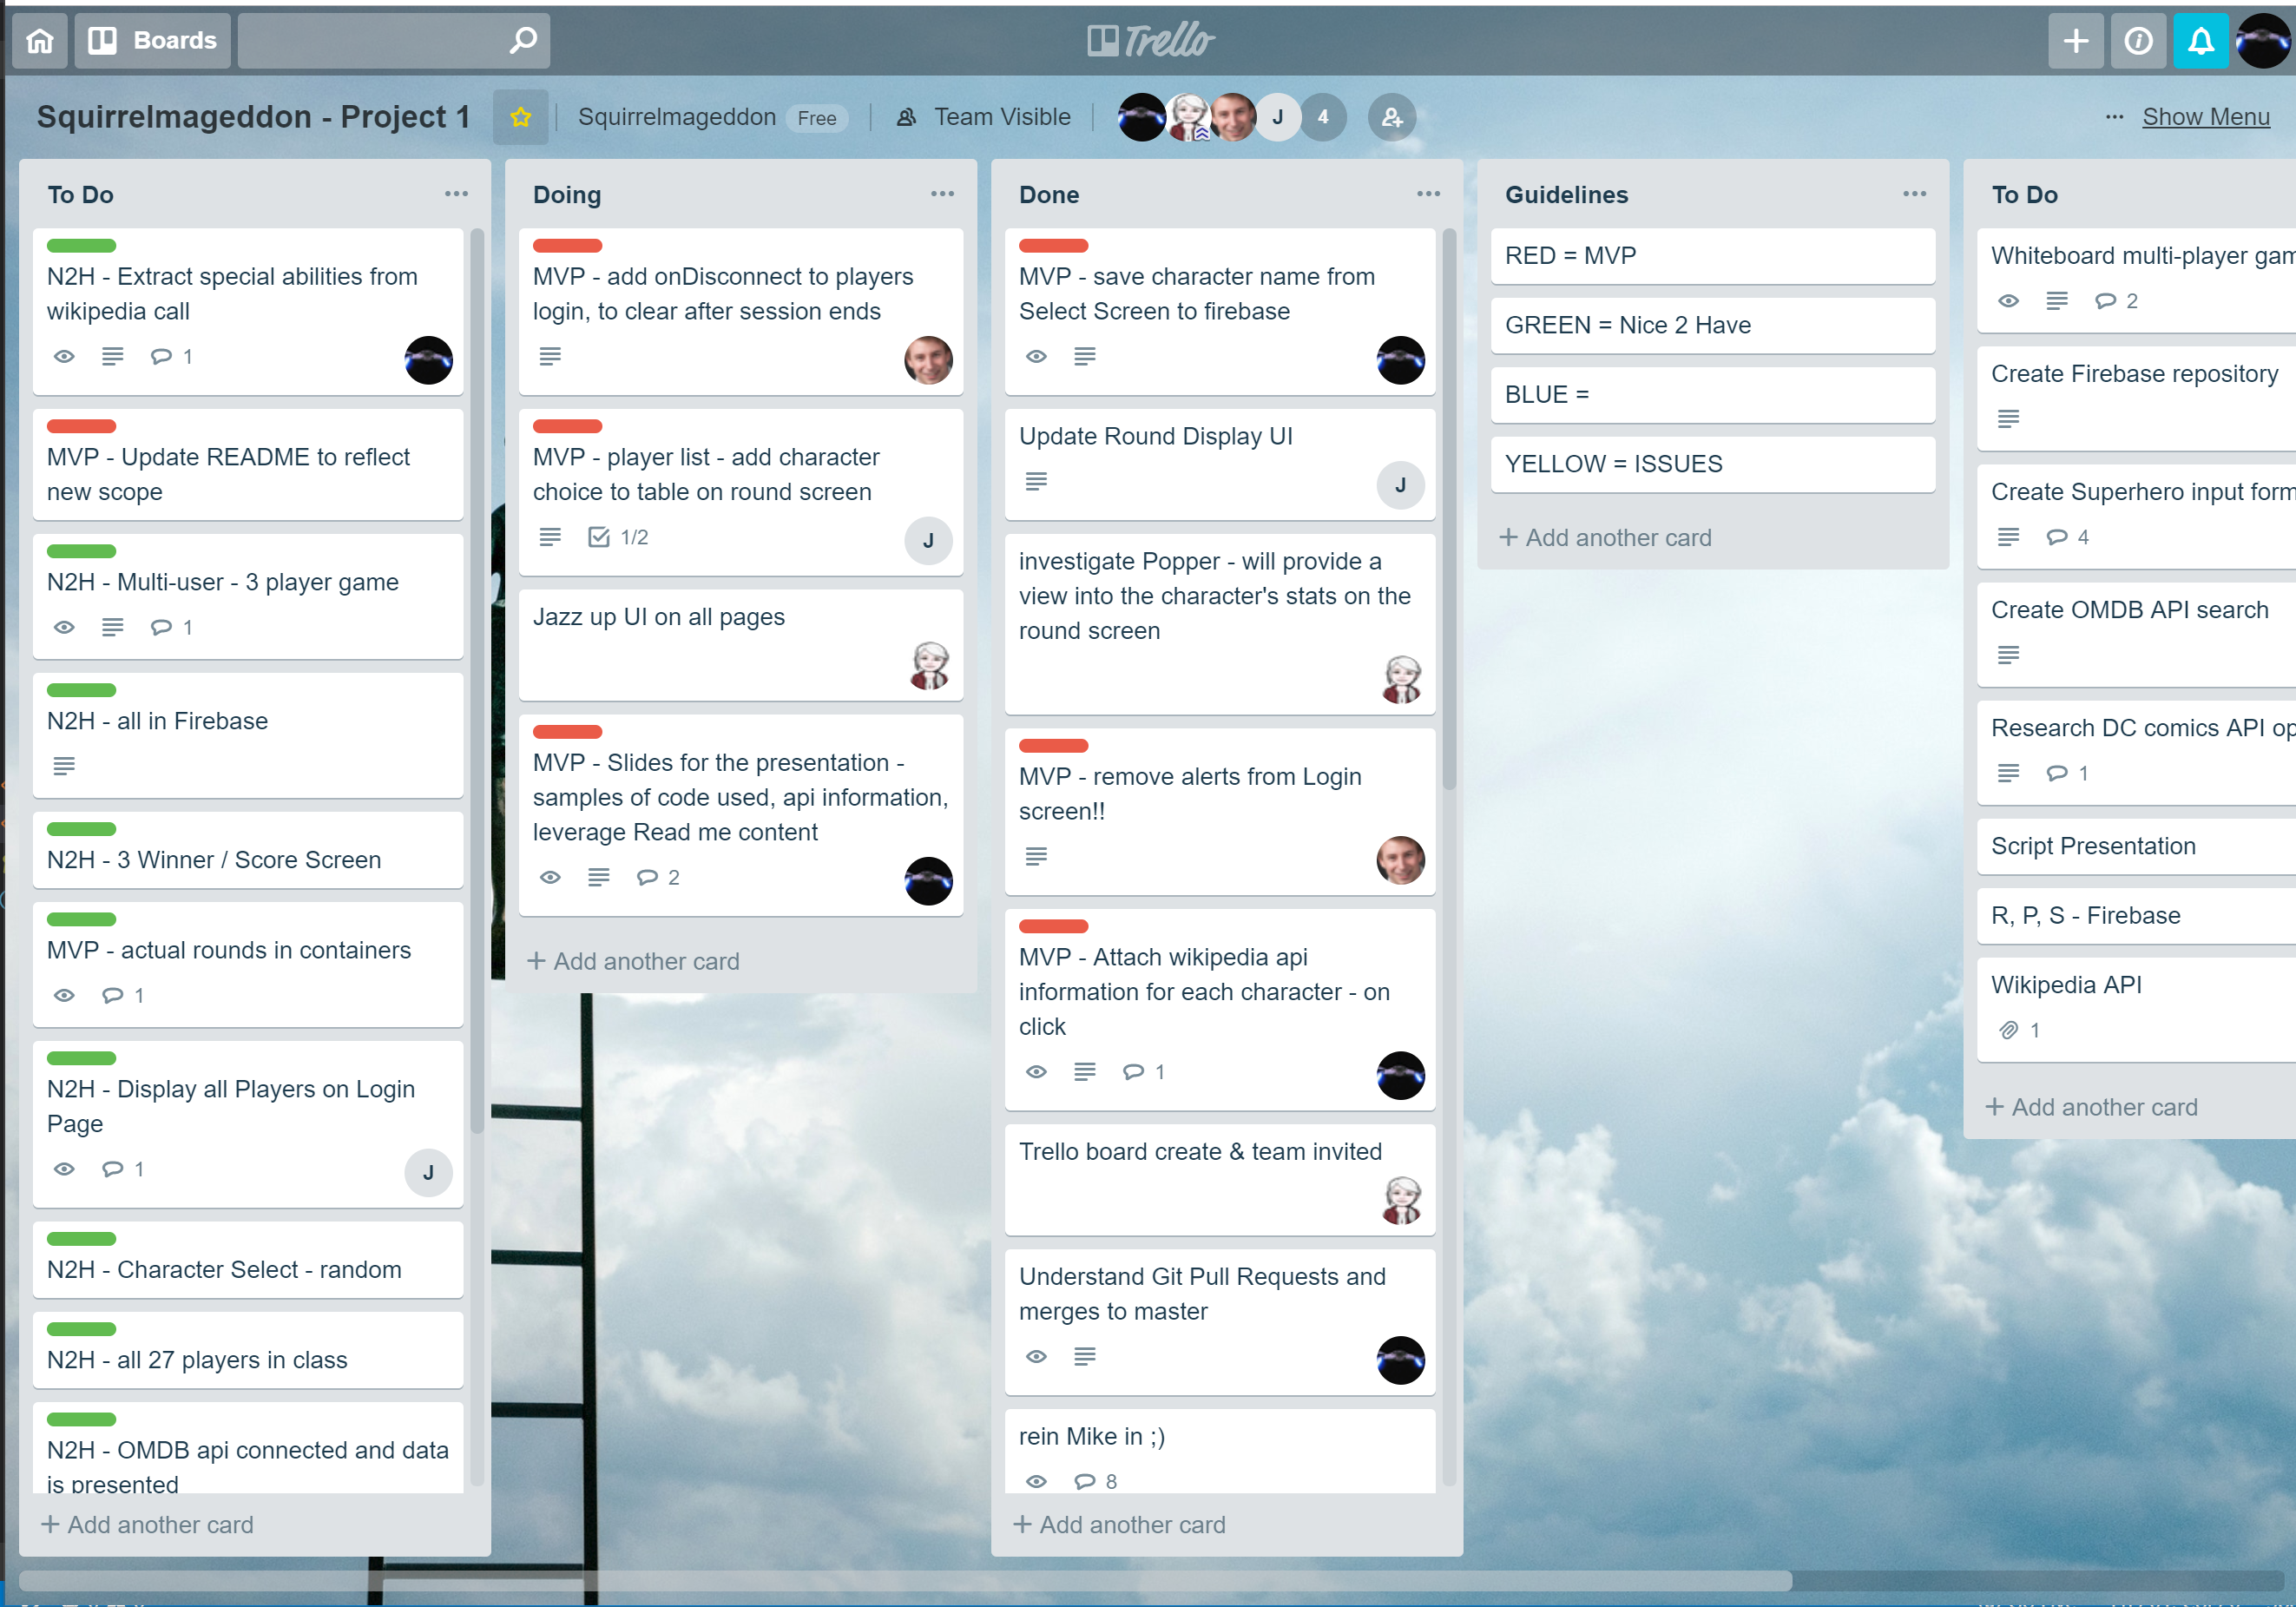 Boards
Trello
Squirrelmageddon - Project 1
Squirrelmageddon Free
Team Visible
J
4
... Show Menu
To Do
N2H - Extract special abilities from
wikipedia call
1
MVP - Update README to reflect
new scope
N2H - Multi-user - 3 player game
1
N2H - all in Firebase
N2H - 3 Winner / Score Screen
MVP - actual rounds in containers
1
N2H - Display all Players on Login
Page
1
J
N2H - Character Select - random
N2H - all 27 players in class
N2H - OMDB api connected and data
is presented
+ Add another card
Doing
MVP - add onDisconnect to players
login, to clear after session ends
MVP - player list - add character
choice to table on round screen
1/2
J
Jazz up UI on all pages
MVP - Slides for the presentation -
samples of code used, api information,
leverage Read me content
2
+ Add another card
Done
MVP - save character name from
Select Screen to firebase
Update Round Display UI
J
investigate Popper - will provide a
view into the character's stats on the
round screen
MVP - remove alerts from Login
screen!!
MVP - Attach wikipedia api
information for each character - on
click
1
Trello board create & team invited
Understand Git Pull Requests and
merges to master
rein Mike in ;)
8
+ Add another card
Guidelines
RED = MVP
GREEN = Nice 2 Have
BLUE =
YELLOW = ISSUES
+ Add another card
To Do
Whiteboard multi-player gam
2
Create Firebase repository
Create Superhero input form
4
Create OMDB API search
Research DC comics API op
1
Script Presentation
R, P, S - Firebase
Wikipedia API
1
+ Add another card